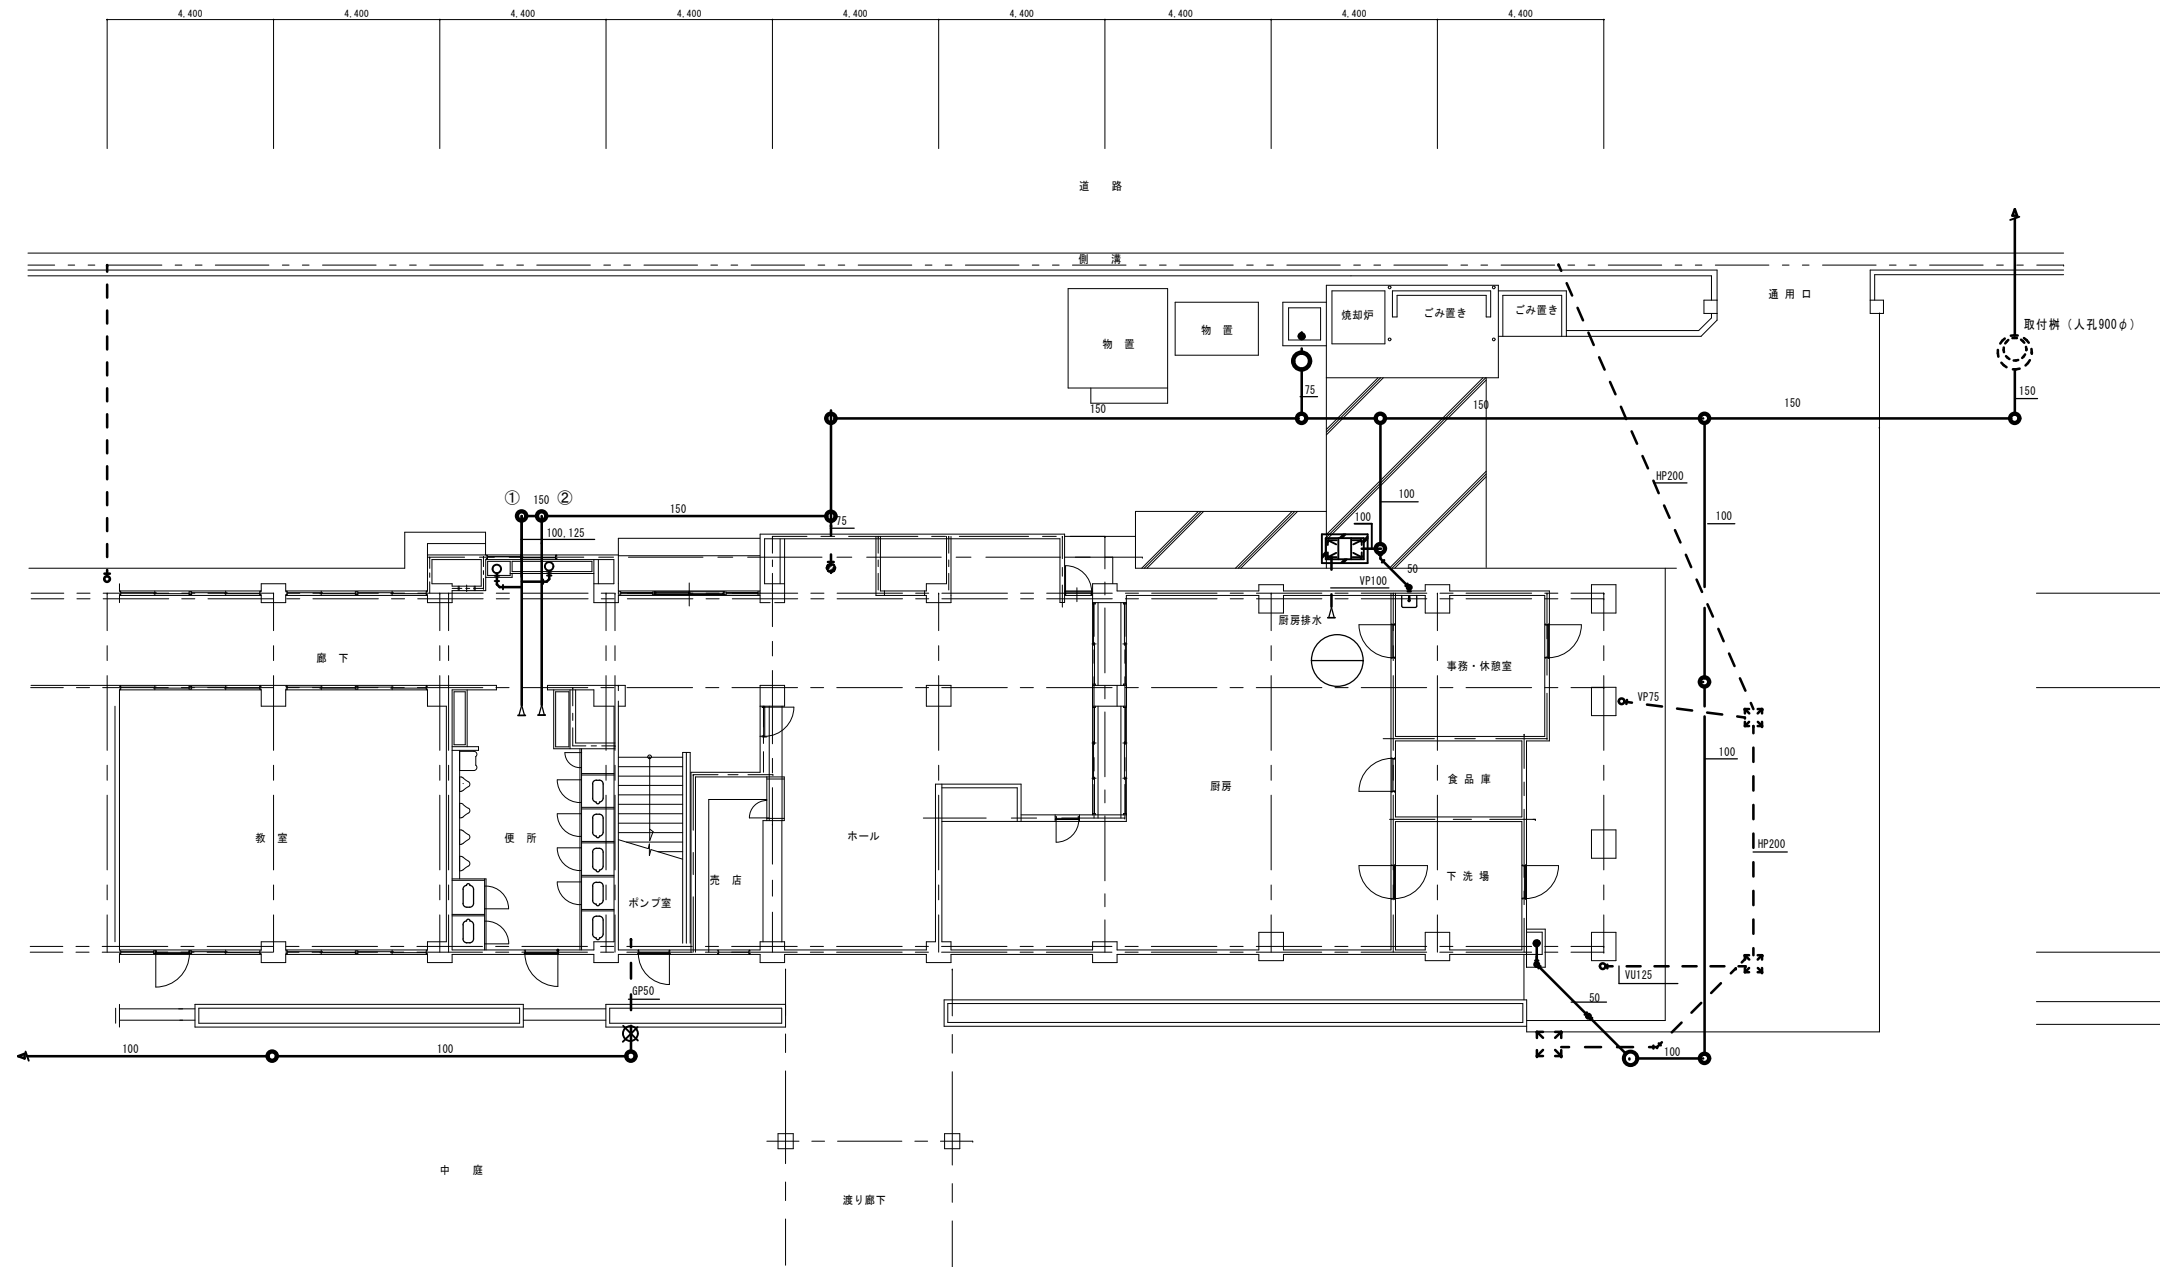 4,400 4,400 4,400 4,400 4,400 4,400 4,400 4,400 4,400
道 路
側 溝
通用口
焼却炉 ごみ置き ごみ置き
取付桝（人孔900φ）
物 置 物 置
75
150
150 150 150
HP200
① 150 ②
100
150
75
100
100
100,125
50
VP100
厨房排水
廊 下
事務・休憩室
VP75
100
食品庫
厨房
教 室 便 所 ホール
HP200
下洗場
売 店
ポンプ室
VU125
GP50
50
100 100
100
中 庭
渡り廊下